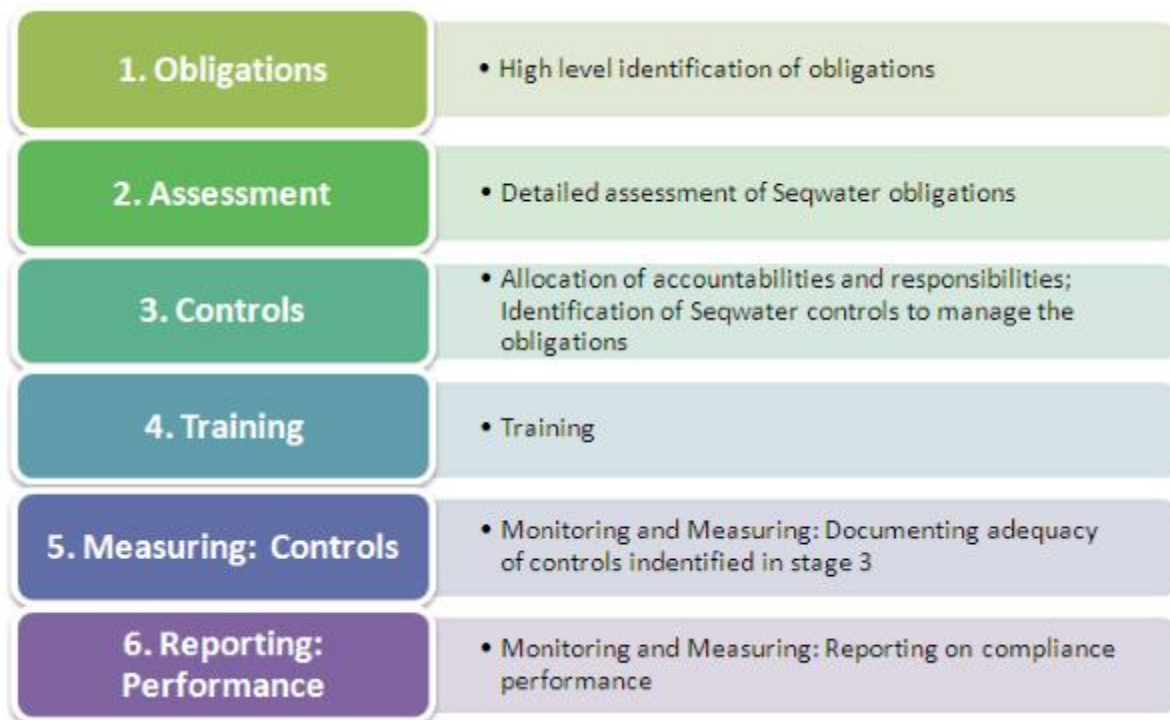 1. Obligations
• High level identification of obligations
2. Assessment
• Detailed assessment of Seqwater obligations
3. Controls
• Allocation of accountabilities and responsibilities;
Identification of Seqwater controls to manage the
obligations
4. Training
• Training
5. Measuring: Controls
• Monitoring and Measuring: Documenting adequacy
of controls indentified in stage 3
6. Reporting:
Performance
• Monitoring and Measuring: Reporting on compliance
performance